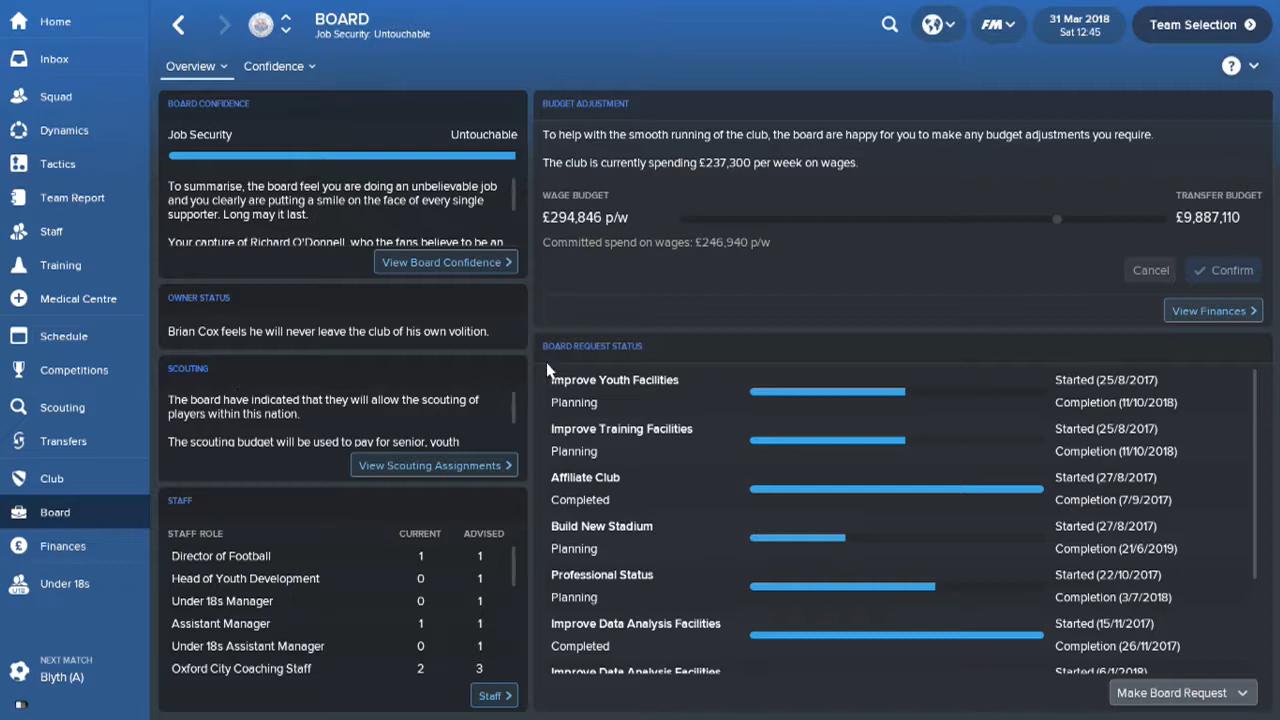 Home
Inbox
Squad
Dynamics
Tactics
Team Report
Staff
Training
Medical Centre
Schedule
Competitions
Scouting
Transfers
Club
Board
Finances
Under 18s
NEXT MATCH
Blyth (A)
BOARD
Job Security: Untouchable
FM
31 Mar 2018
Sat 12:45
Team Selection
Overview
Confidence
?
BOARD CONFIDENCE
Job Security Untouchable
To summarise, the board feel you are doing an unbelievable job
and you clearly are putting a smile on the face of every single
supporter. Long may it last.
Your capture of Richard O'Donnell, who the fans believe to be an
View Board Confidence
OWNER STATUS
Brian Cox feels he will never leave the club of his own volition.
SCOUTING
The board have indicated that they will allow the scouting of
players within this nation.
The scouting budget will be used to pay for senior, youth
View Scouting Assignments
STAFF
STAFF ROLE CURRENT ADVISED
Director of Football 1 1
Head of Youth Development 0 1
Under 18s Manager 0 1
Assistant Manager 1 1
Under 18s Assistant Manager 0 1
Oxford City Coaching Staff 2 3
Staff
BUDGET ADJUSTMENT
To help with the smooth running of the club, the board are happy for you to make any budget adjustments you require.
The club is currently spending £237,300 per week on wages.
WAGE BUDGET TRANSFER BUDGET
£294,846 p/w £9,887,110
Committed spend on wages: £246,940 p/w
Cancel Confirm
View Finances
BOARD REQUEST STATUS
Improve Youth Facilities Started (25/8/2017)
Planning Completion (11/10/2018)
Improve Training Facilities Started (25/8/2017)
Planning Completion (11/10/2018)
Affiliate Club Started (27/8/2017)
Completed Completion (7/9/2017)
Build New Stadium Started (27/8/2017)
Planning Completion (21/6/2019)
Professional Status Started (22/10/2017)
Planning Completion (3/7/2018)
Improve Data Analysis Facilities Started (15/11/2017)
Completed Completion (26/11/2017)
Improve Data Analysis Facilities Started (6/1/2018)
Make Board Request